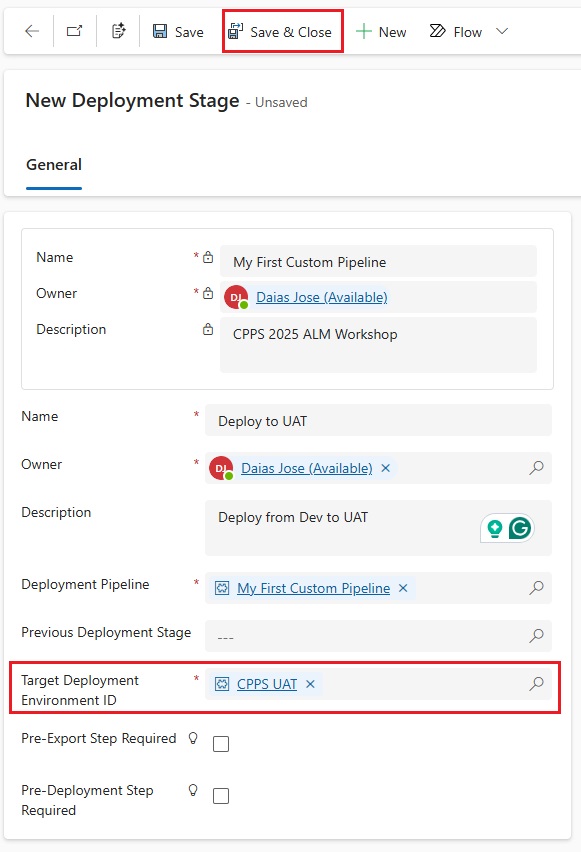 Save
Save & Close
New
Flow
New Deployment Stage - Unsaved
General
Name * My First Custom Pipeline
Owner * DJ Daias Jose (Available)
Description CPPS 2025 ALM Workshop
Name * Deploy to UAT
Owner * DJ Daias Jose (Available)
Description Deploy from Dev to UAT
Deployment Pipeline * My First Custom Pipeline
Previous Deployment Stage ---
Target Deployment
Environment ID * CPPS UAT
Pre-Export Step Required
Pre-Deployment Step
Required